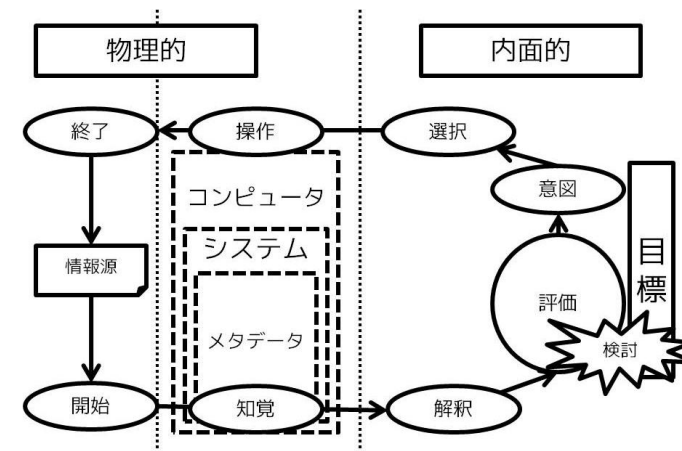 物理的
内面的
終了
操作
選択
コンピュータ
意図
システム
目標
情報源
評価
メタデータ
検討
開始
知覚
解釈